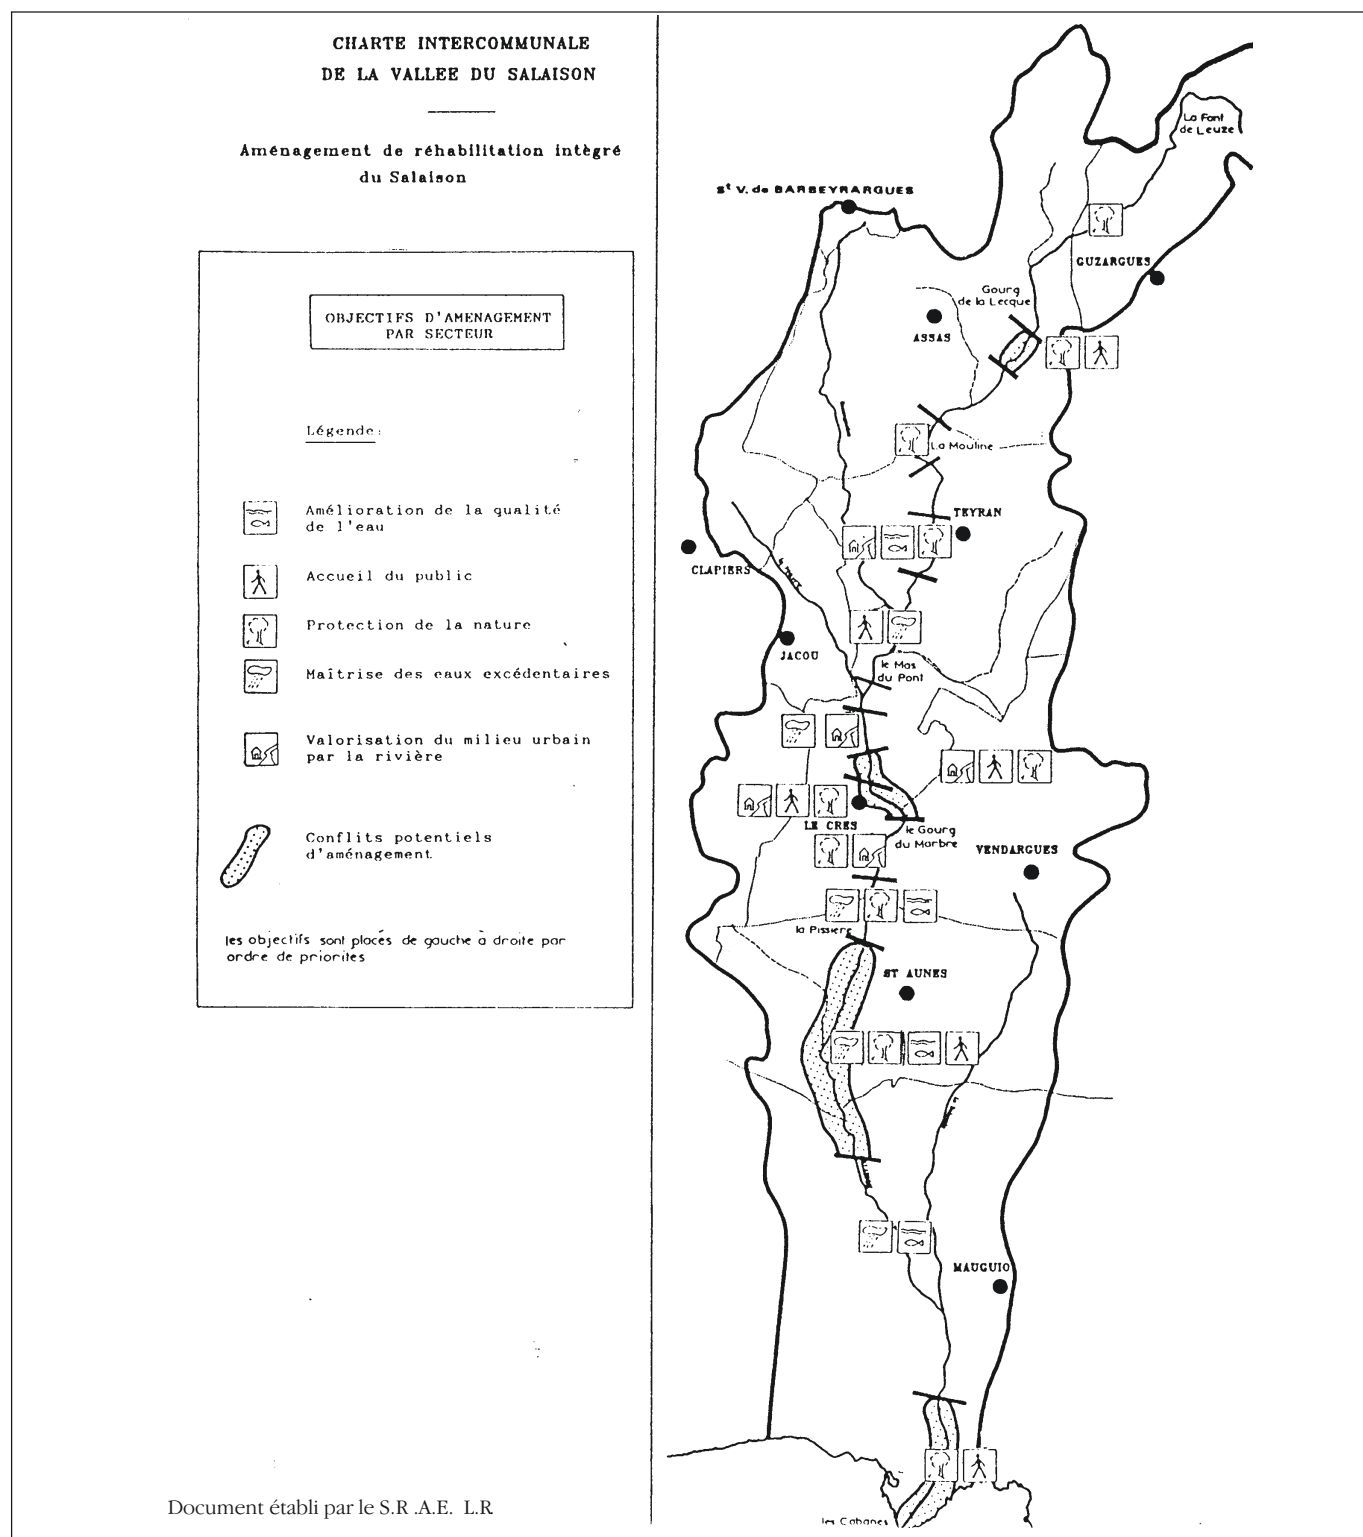 CHARTE INTERCOMMUNALE
DE LA VALLEE DU SALAISON
Aménagement de réhabilitation intègré
du Salaison
OBJECTIFS D'AMENAGEMENT
PAR SECTEUR
Légende:
Amélioration de la qualité
de l'eau
Accueil du public
Protection de la nature
Maîtrise des eaux excédentaires
Valorisation du milieu urbain
par la rivière
Conflits potentiels
d'aménagement.
les objectifs sont placés de gauche à droite par
ordre de priorites
Document établi par le S.R .A.E. L.R
La Font
de Leuze
St V. de BARBEYRARGUES
GUZARGUES
Gourg
de la Lecque
ASSAS
La Mouline
TEYRAN
CLAPIERS
JACOU
le Mas
du Pont
LE CRES
le Gourg
du Marbre
VENDARGUES
la Pissiere
ST AUNES
MAUGUIO
les Cabanes